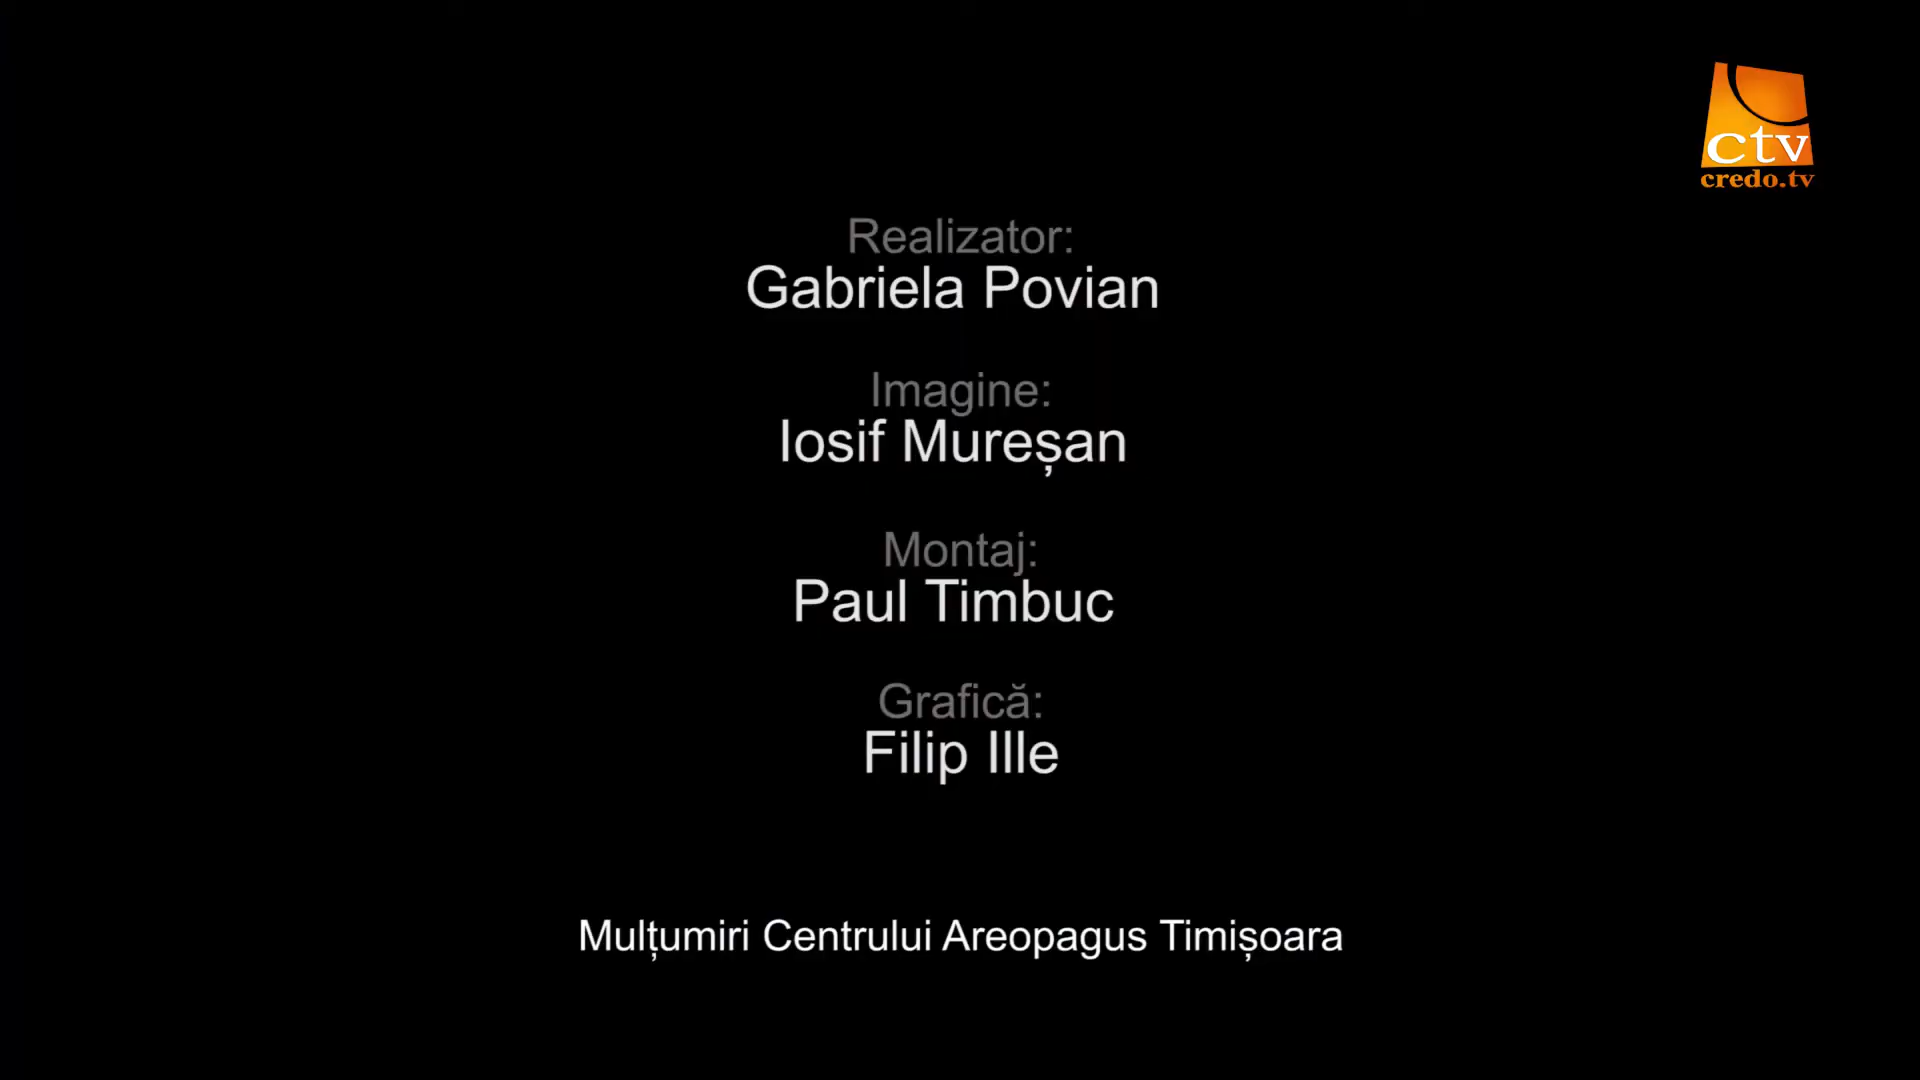 ctv
credo.tv
Realizator:
Gabriela Povian
Imagine:
Iosif Mureșan
Montaj:
Paul Timbuc
Grafică:
Filip Ille
Mulțumiri Centrului Areopagus Timișoara